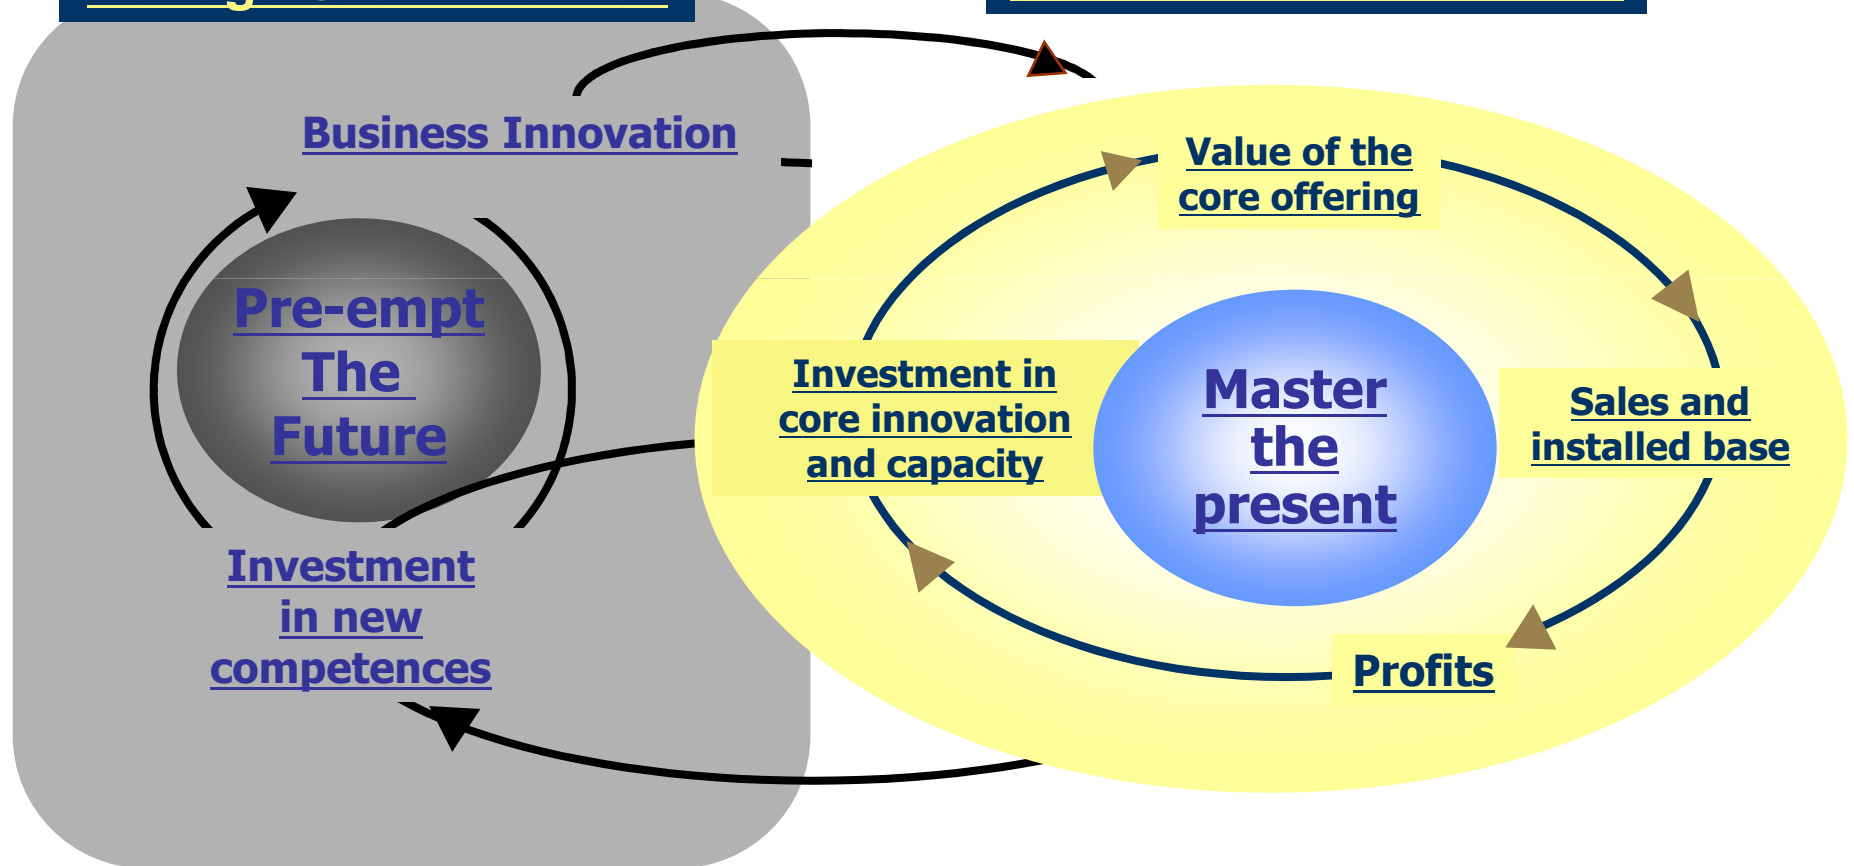 Business Innovation
Pre-empt
The
Future
Investment
in new
competences
Value of the
core offering
Investment in
core innovation
and capacity
Master
the
present
Sales and
installed base
Profits